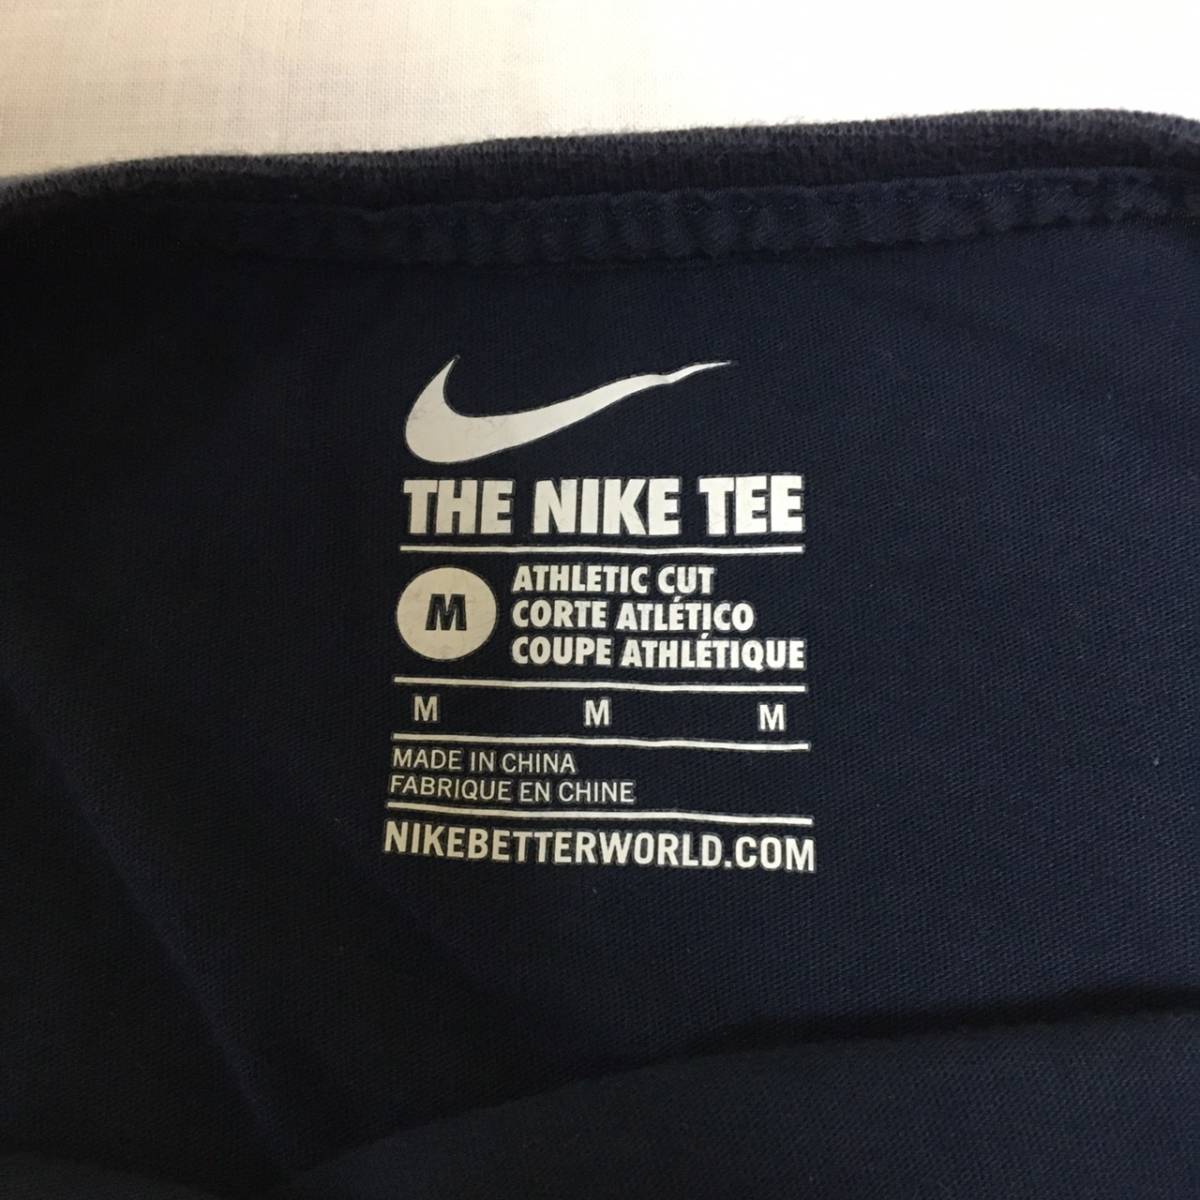 THE NIKE TEE
M
ATHLETIC CUT
CORTE ATLÉTICO
COUPE ATHLÉTIQUE
M M M
MADE IN CHINA
FABRIQUE EN CHINE
NIKEBETTERWORLD.COM